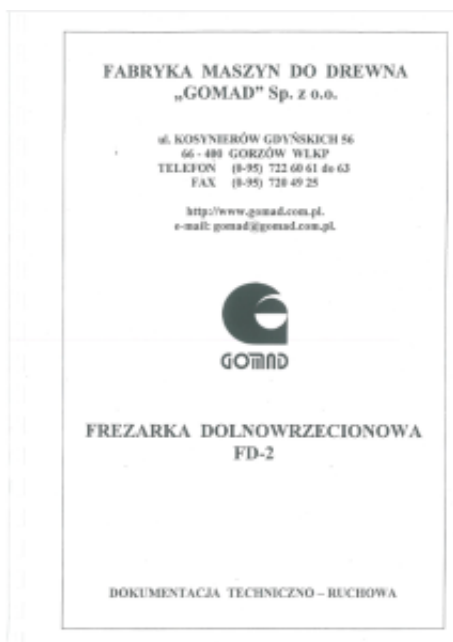 FABRYKA MASZYN DO DREWNA
„GOMAD” Sp. z o.o.
ul. KOSYNIERÓW GDYŃSKICH 56
66 - 400 GORZÓW WLKP
TELEFON (0-95) 722 60 61 do 63
FAX (0-95) 720 49 25
http://www.gomad.com.pl.
e-mail: gomad@gomad.com.pl.
GOMAD
FREZARKA DOLNOWRZECIONOWA
FD-2
DOKUMENTACJA TECHNICZNO – RUCHOWA